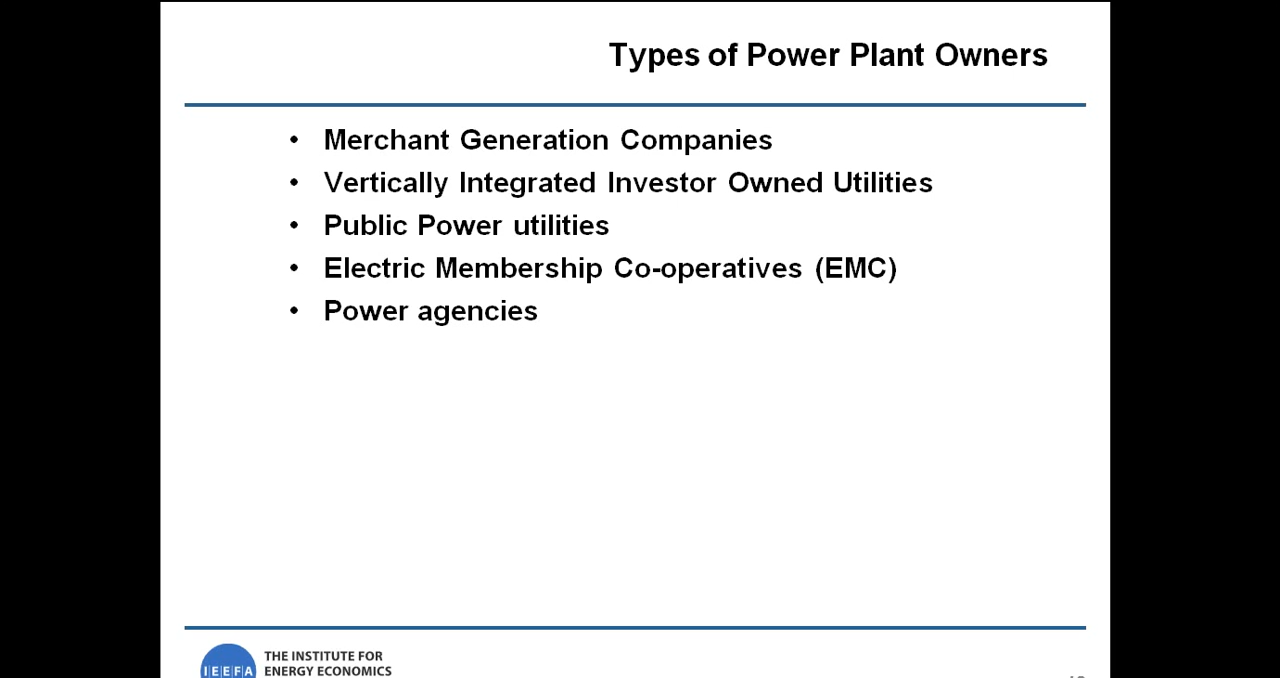 Types of Power Plant Owners
• Merchant Generation Companies
• Vertically Integrated Investor Owned Utilities
• Public Power utilities
• Electric Membership Co-operatives (EMC)
• Power agencies
IEEFA
THE INSTITUTE FOR
ENERGY ECONOMICS